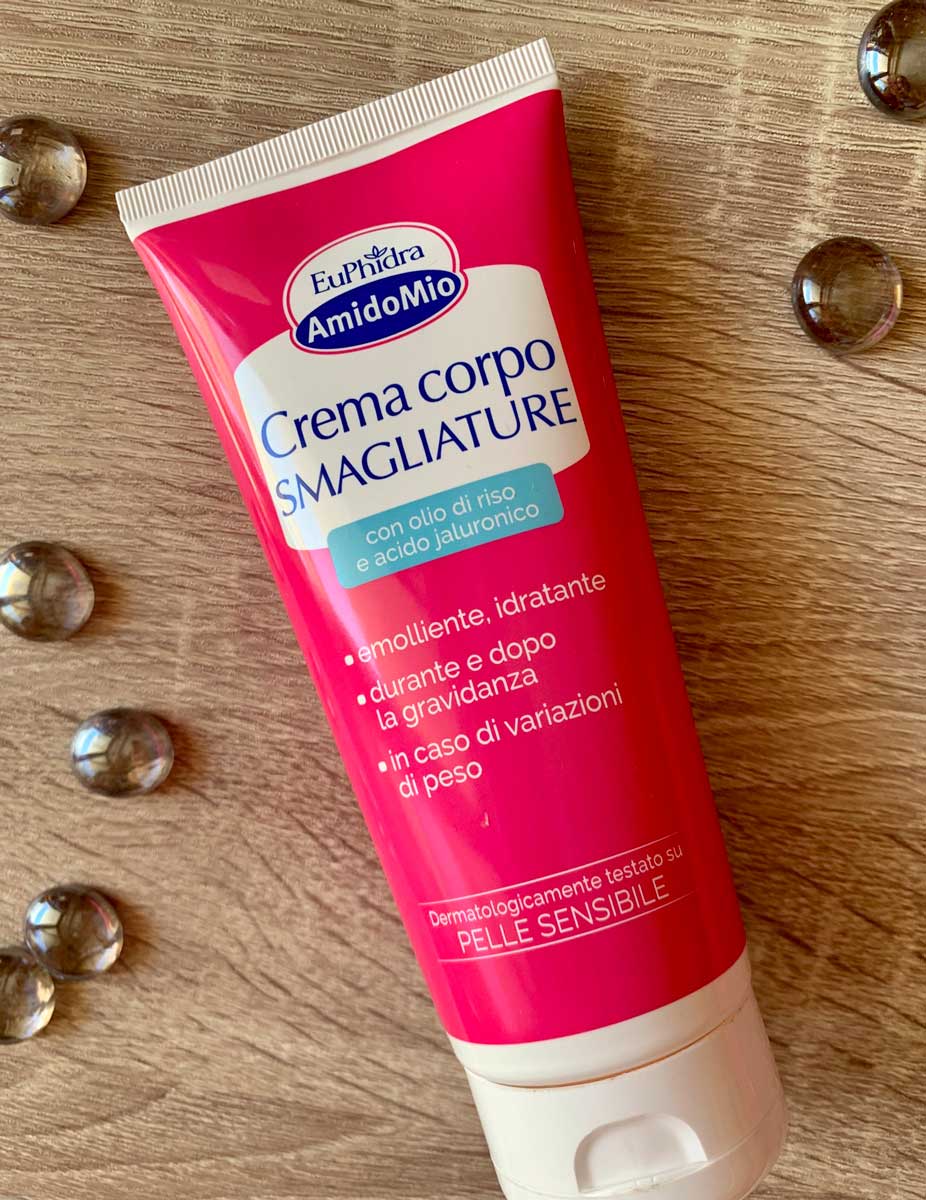 EuPhidra
AmidoMio
Crema corpo
SMAGLIATURE
con olio di riso
e acido jaluronico
• emolliente, idratante
• durante e dopo
la gravidanza
• in caso di variazioni
di peso
Dermatologicamente testato su
PELLE SENSIBILE